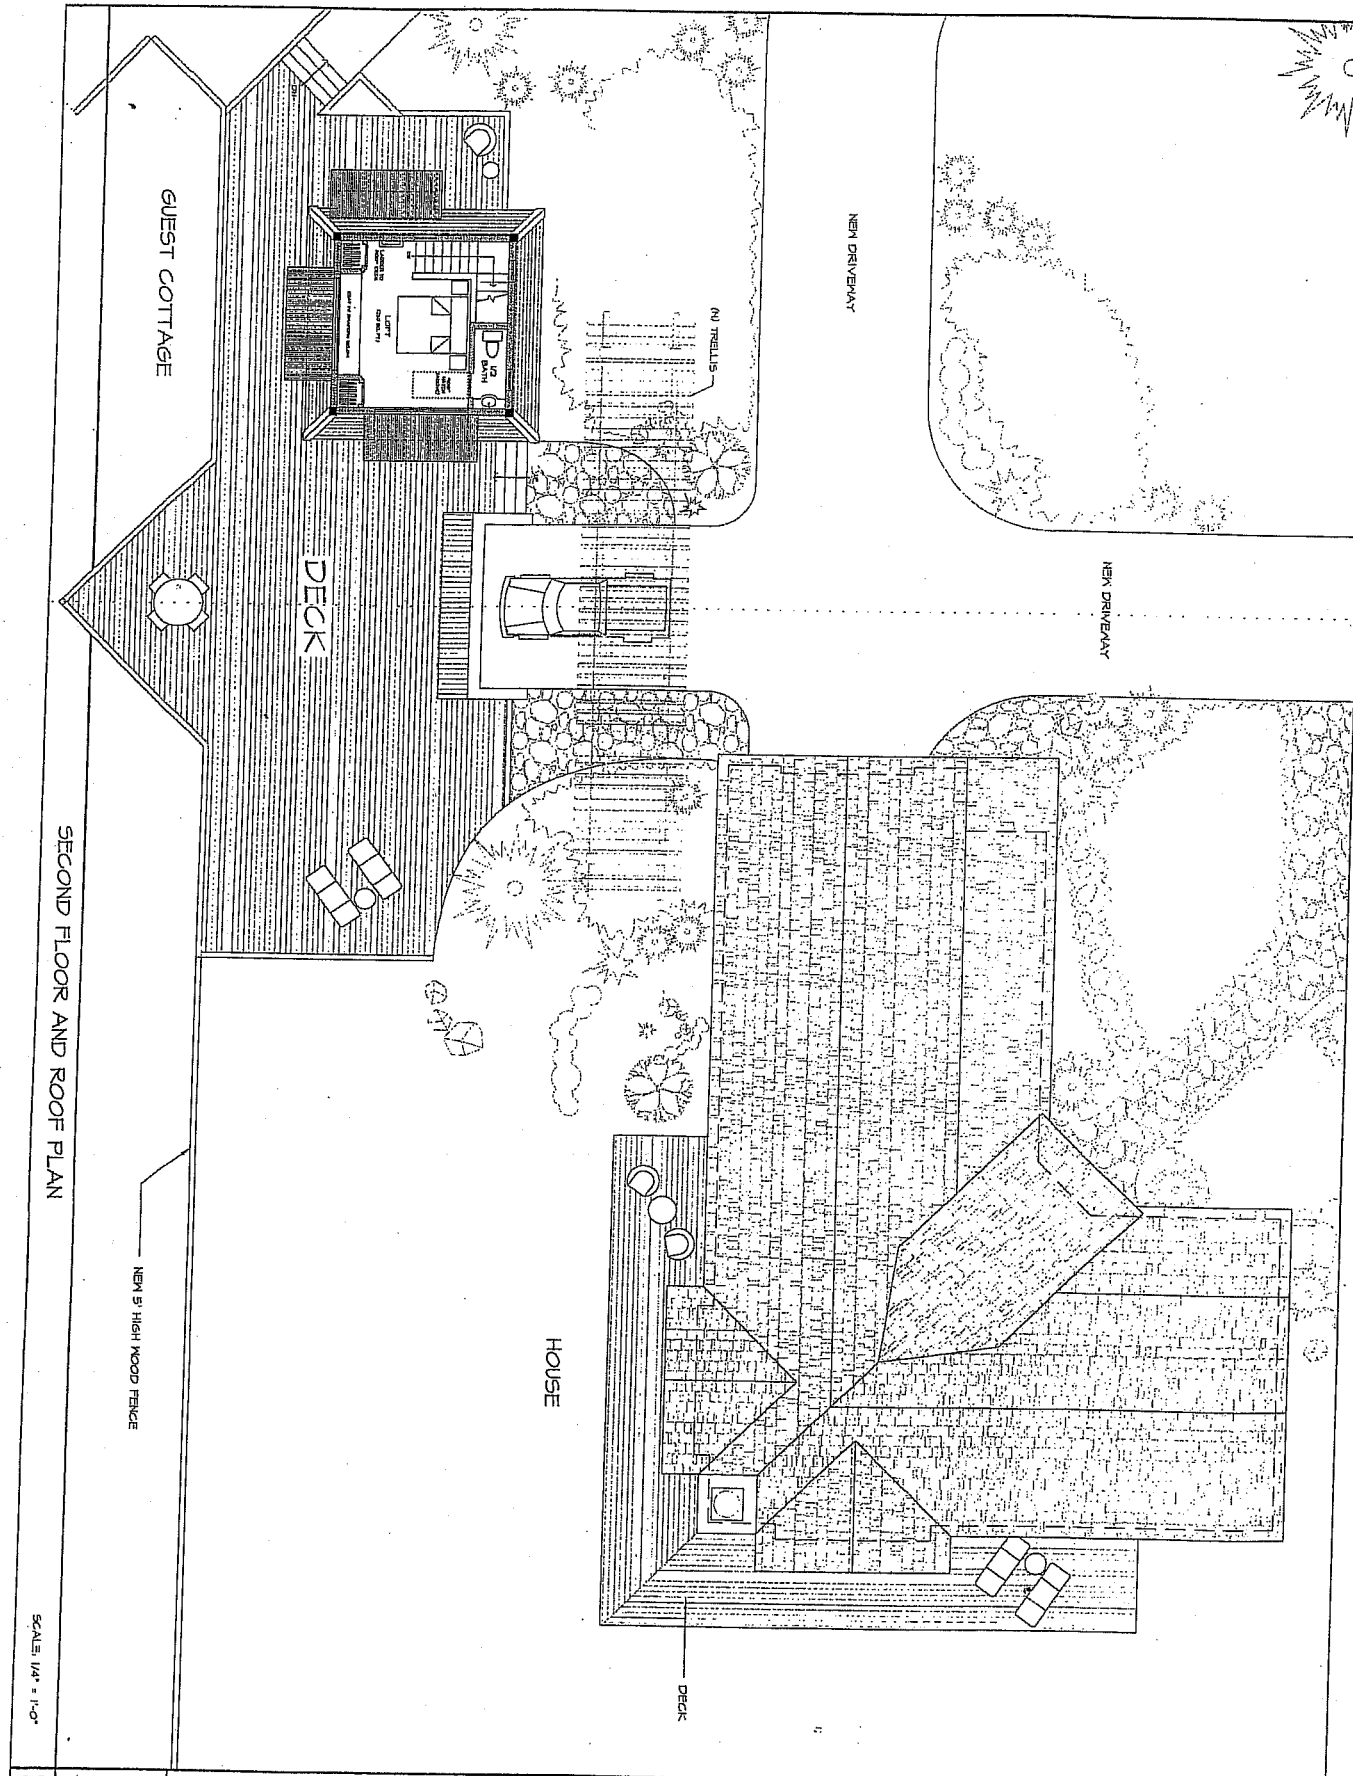 NEW DRIVEWAY
NEW DRIVEWAY
(N) TRELLIS
1/2
BATH
LOFT
DN
GUEST COTTAGE
DECK
HOUSE
DECK
NEW 5' HIGH WOOD FENCE
SECOND FLOOR AND ROOF PLAN
SCALE: 1/4" = 1'-0"